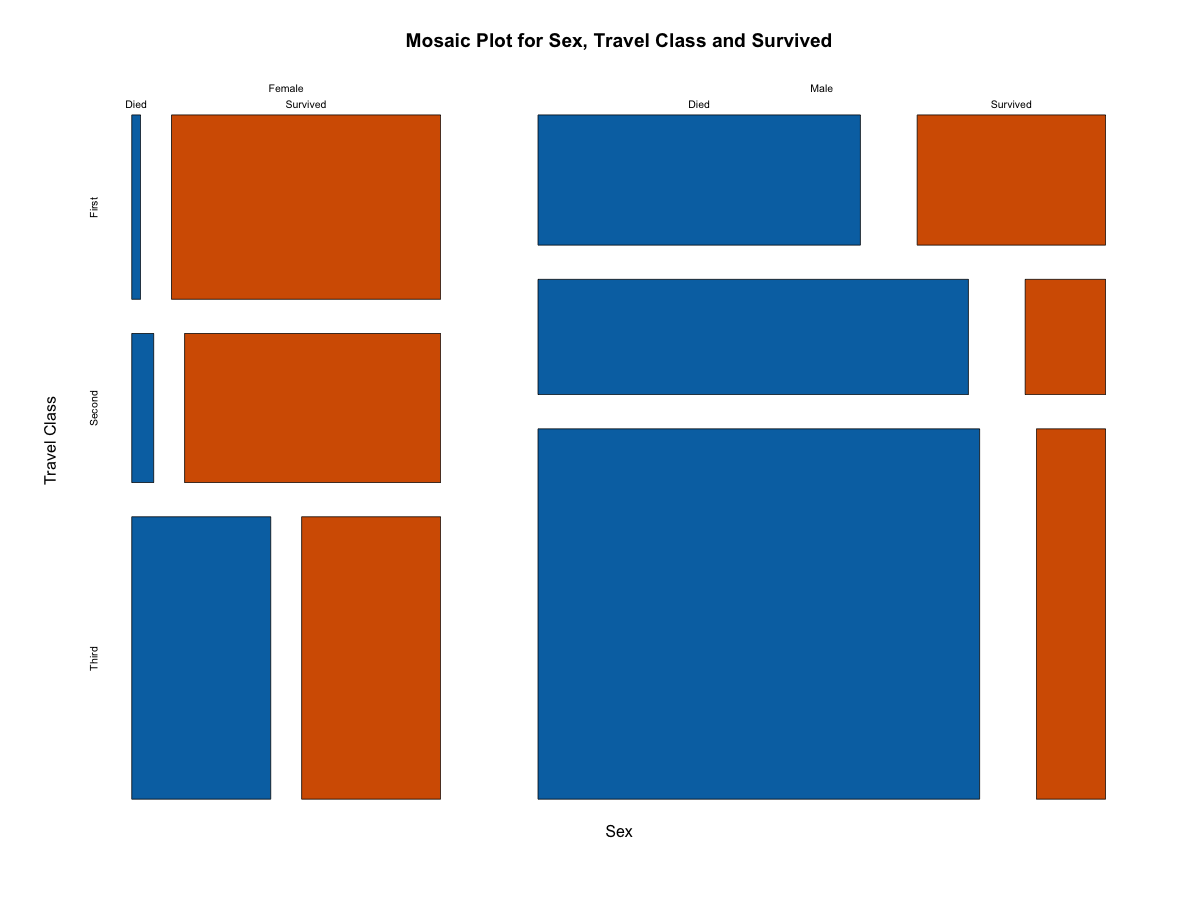 Mosaic Plot for Sex, Travel Class and Survived
Female Male
Died Survived Died Survived
First
Second
Third
Travel Class
Sex